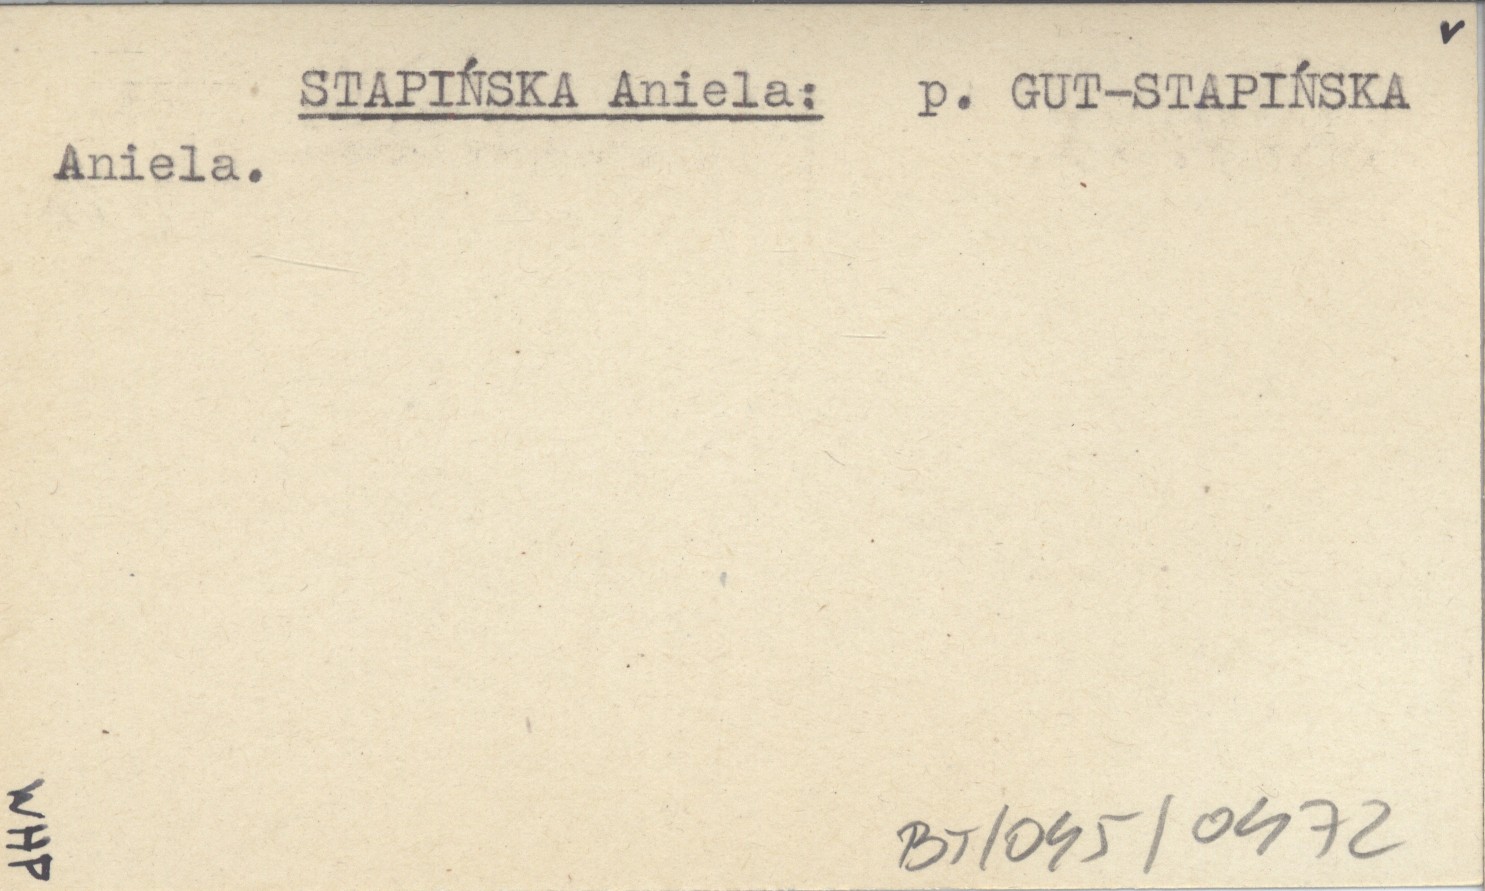 ✓
STAPIŃSKA Aniela: p. GUT-STAPIŃSKA
Aniela.
WHP
BT/045/0472